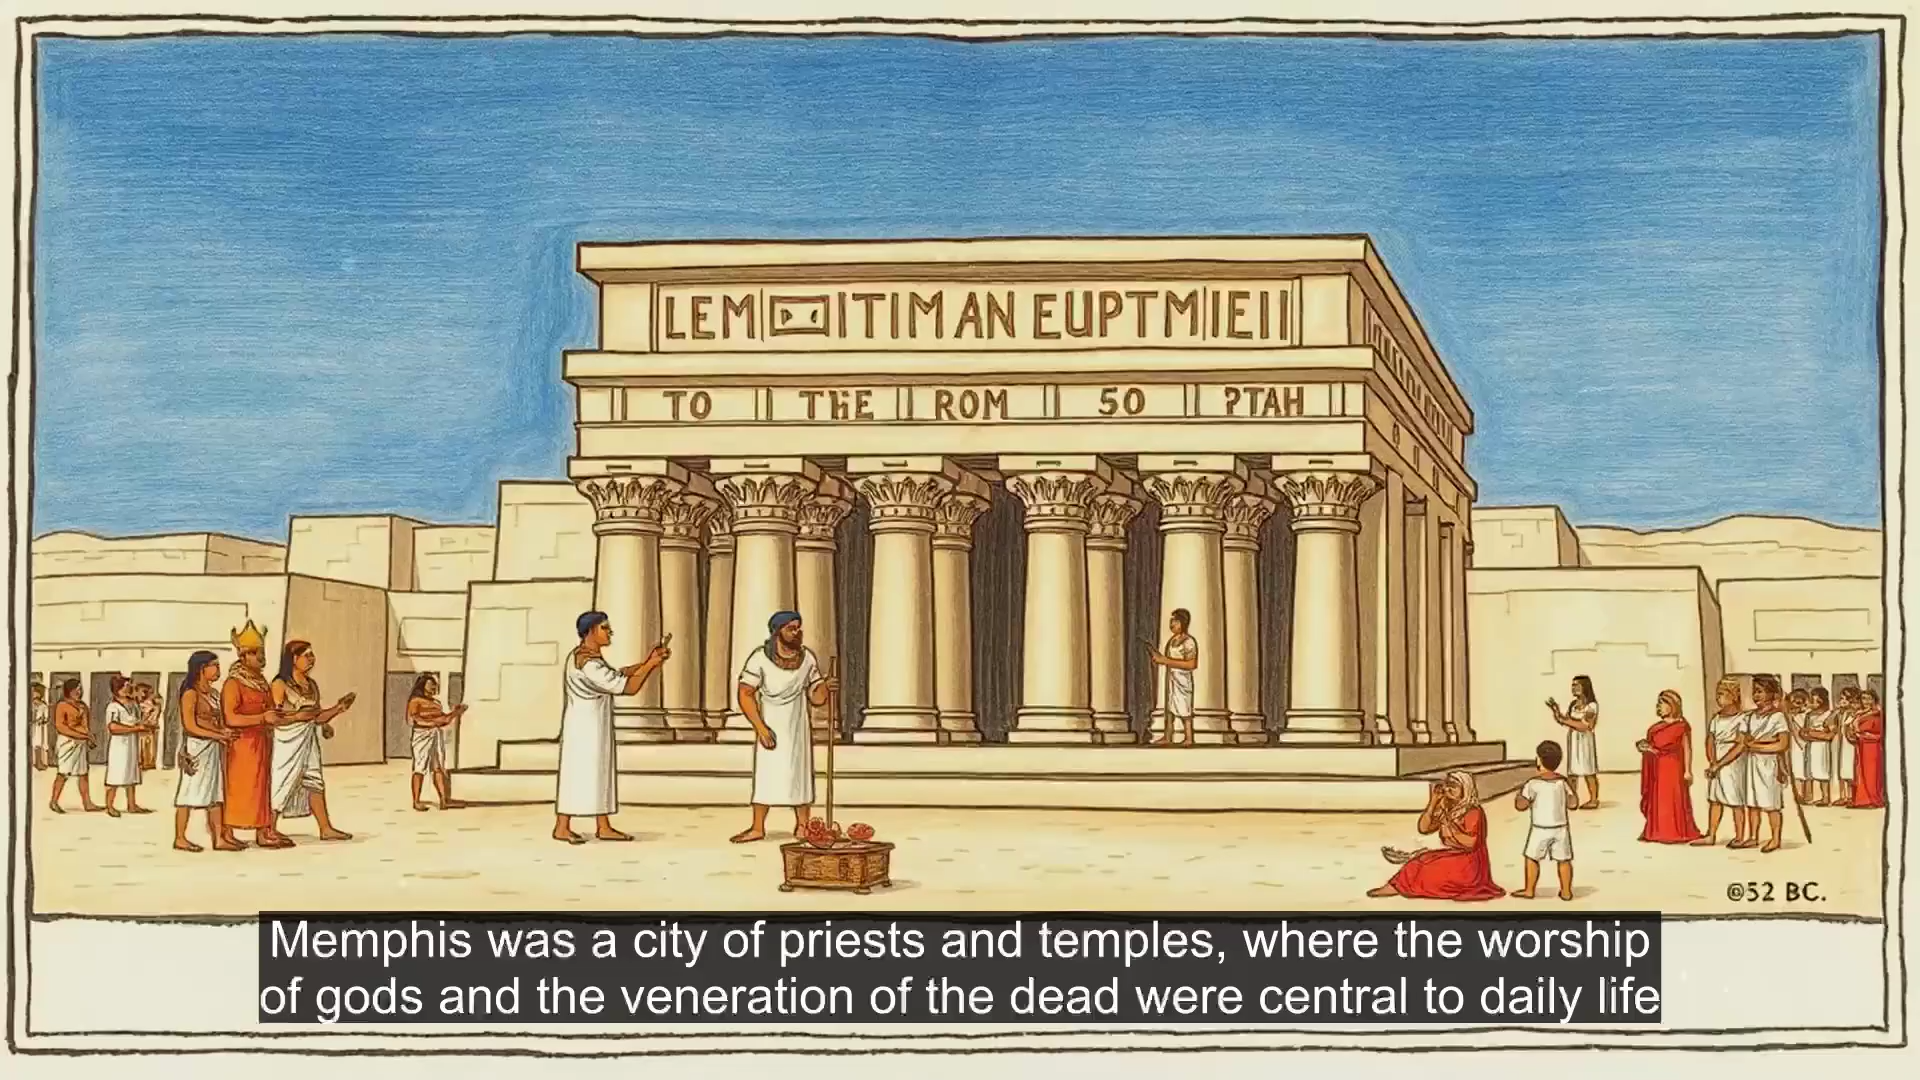 LEM ITIM AN EUPTMIEII
TO THE ROM 50 PTAH
©52 BC.
Memphis was a city of priests and temples, where the worship
of gods and the veneration of the dead were central to daily life